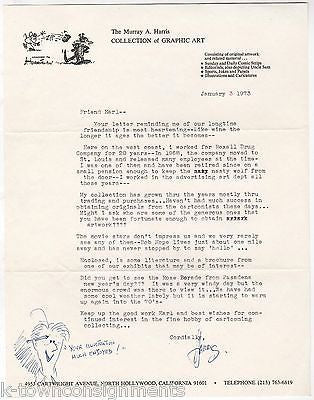 The Murray A. Harris
COLLECTION of GRAPHIC ART
Consisting of original artwork
and related material . . .
• Sunday and Daily Comic Strips
• Editorials, also depicting Uncle Sam
• Sports, Jokes and Panels
• Illustrations and Caricatures
January 3 1973
Friend Karl--
Your letter reminding me of our longtime
friendship is most heartening--like wine the longer
it ages the better it becomes...
Here on the west coast, I worked for Rexall Drug
Company for 20 years--In 1968, the company moved to
St. Louis and released many employees at the time.
I was one of them and have been retired since on a
small pension enough to keep the nasty wolf from
the door--I worked in the advertising art dept all
those years---
My collection has grown thru the years mostly thru
trading and purchases...Haven't had much success in
obtaining originals from the cartoonists these days...
Might I ask who are some of the generous ones that
you have been fortunate enough to obtain
artwork???
The movie stars don't impress us and we very rarely
see any of them--Bob Hope lives just about one mile
away and has never stopped by to say "hello" ...
Enclosed, is some literature and a brochure from one
of our exhibits that may be of interest.
Did you get to see the Rose Parade from Pasadena
new years day?? It was a very sunny day but the
enormous crowd was there to view it...We have had
some cool weather lately but it is starting to warm
up again into the 70's.
Keep up the good work Karl and best wishes for
continued interest in the fine hobby of cartooning
collecting...
Cordially,
"YOUR
MUCH ENJOYED!"
4953 CARTWRIGHT AVENUE, NORTH HOLLYWOOD, CALIFORNIA 91601 • TELEPHONE (213) 763-6819
k-townconsignments.com